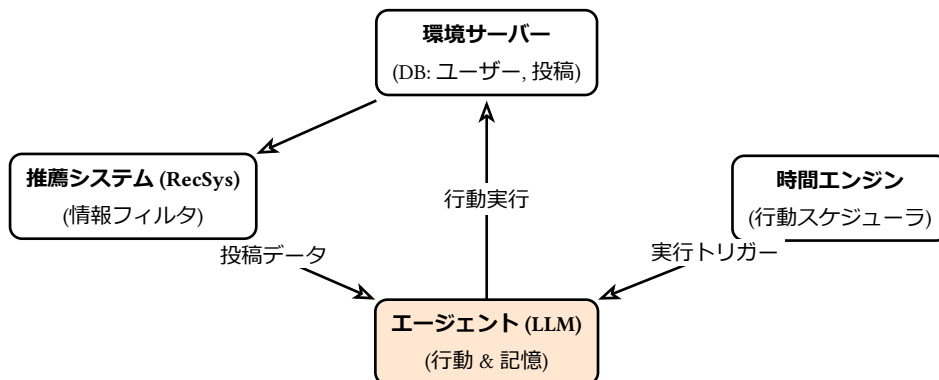 環境サーバー
(DB: ユーザー, 投稿)
推薦システム (RecSys)
(情報フィルタ)
時間エンジン
(行動スケジューラ)
行動実行
投稿データ
実行トリガー
エージェント (LLM)
(行動 & 記憶)